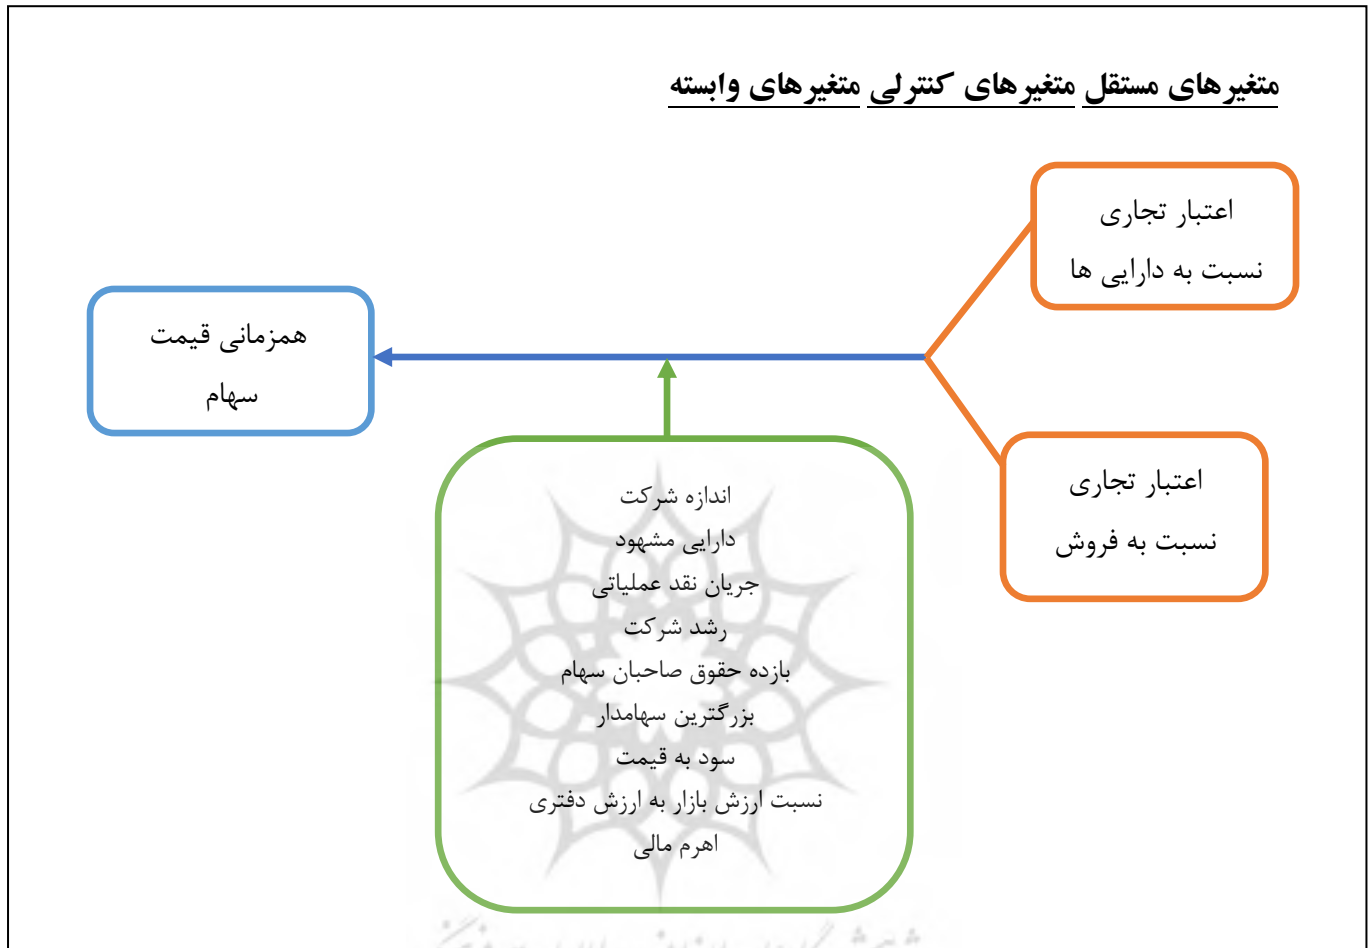 متغیرهای مستقل متغیرهای کنترلی متغیرهای وابسته
اعتبار تجاری
نسبت به دارایی ها
همزمانی قیمت
سهام
اعتبار تجاری
نسبت به فروش
اندازه شرکت
دارایی مشهود
جریان نقد عملیاتی
رشد شرکت
بازده حقوق صاحبان سهام
بزرگترین سهامدار
سود به قیمت
نسبت ارزش بازار به ارزش دفتری
اهرم مالی